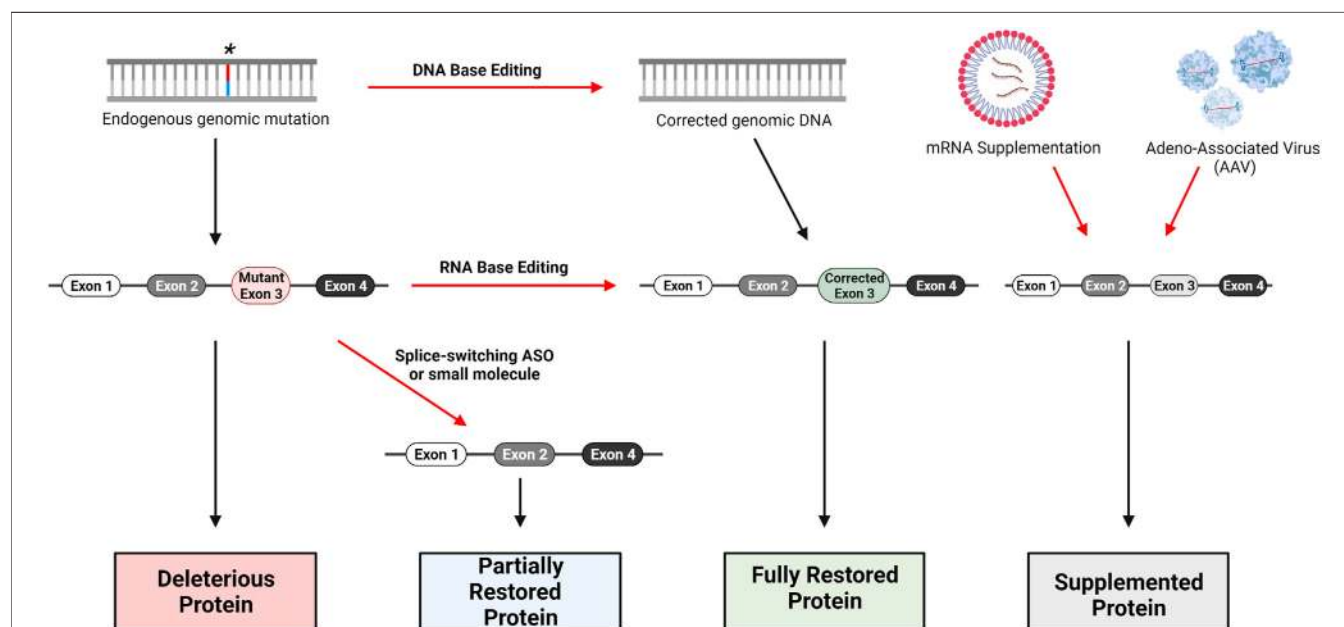 *
DNA Base Editing
Endogenous genomic mutation
Corrected genomic DNA
mRNA Supplementation
Adeno-Associated Virus
(AAV)
Exon 1
Exon 2
Mutant
Exon 3
Exon 4
RNA Base Editing
Exon 1
Exon 2
Corrected
Exon 3
Exon 4
Exon 1
Exon 2
Exon 3
Exon 4
Splice-switching ASO
or small molecule
Exon 1
Exon 2
Exon 4
Deleterious
Protein
Partially
Restored
Protein
Fully Restored
Protein
Supplemented
Protein